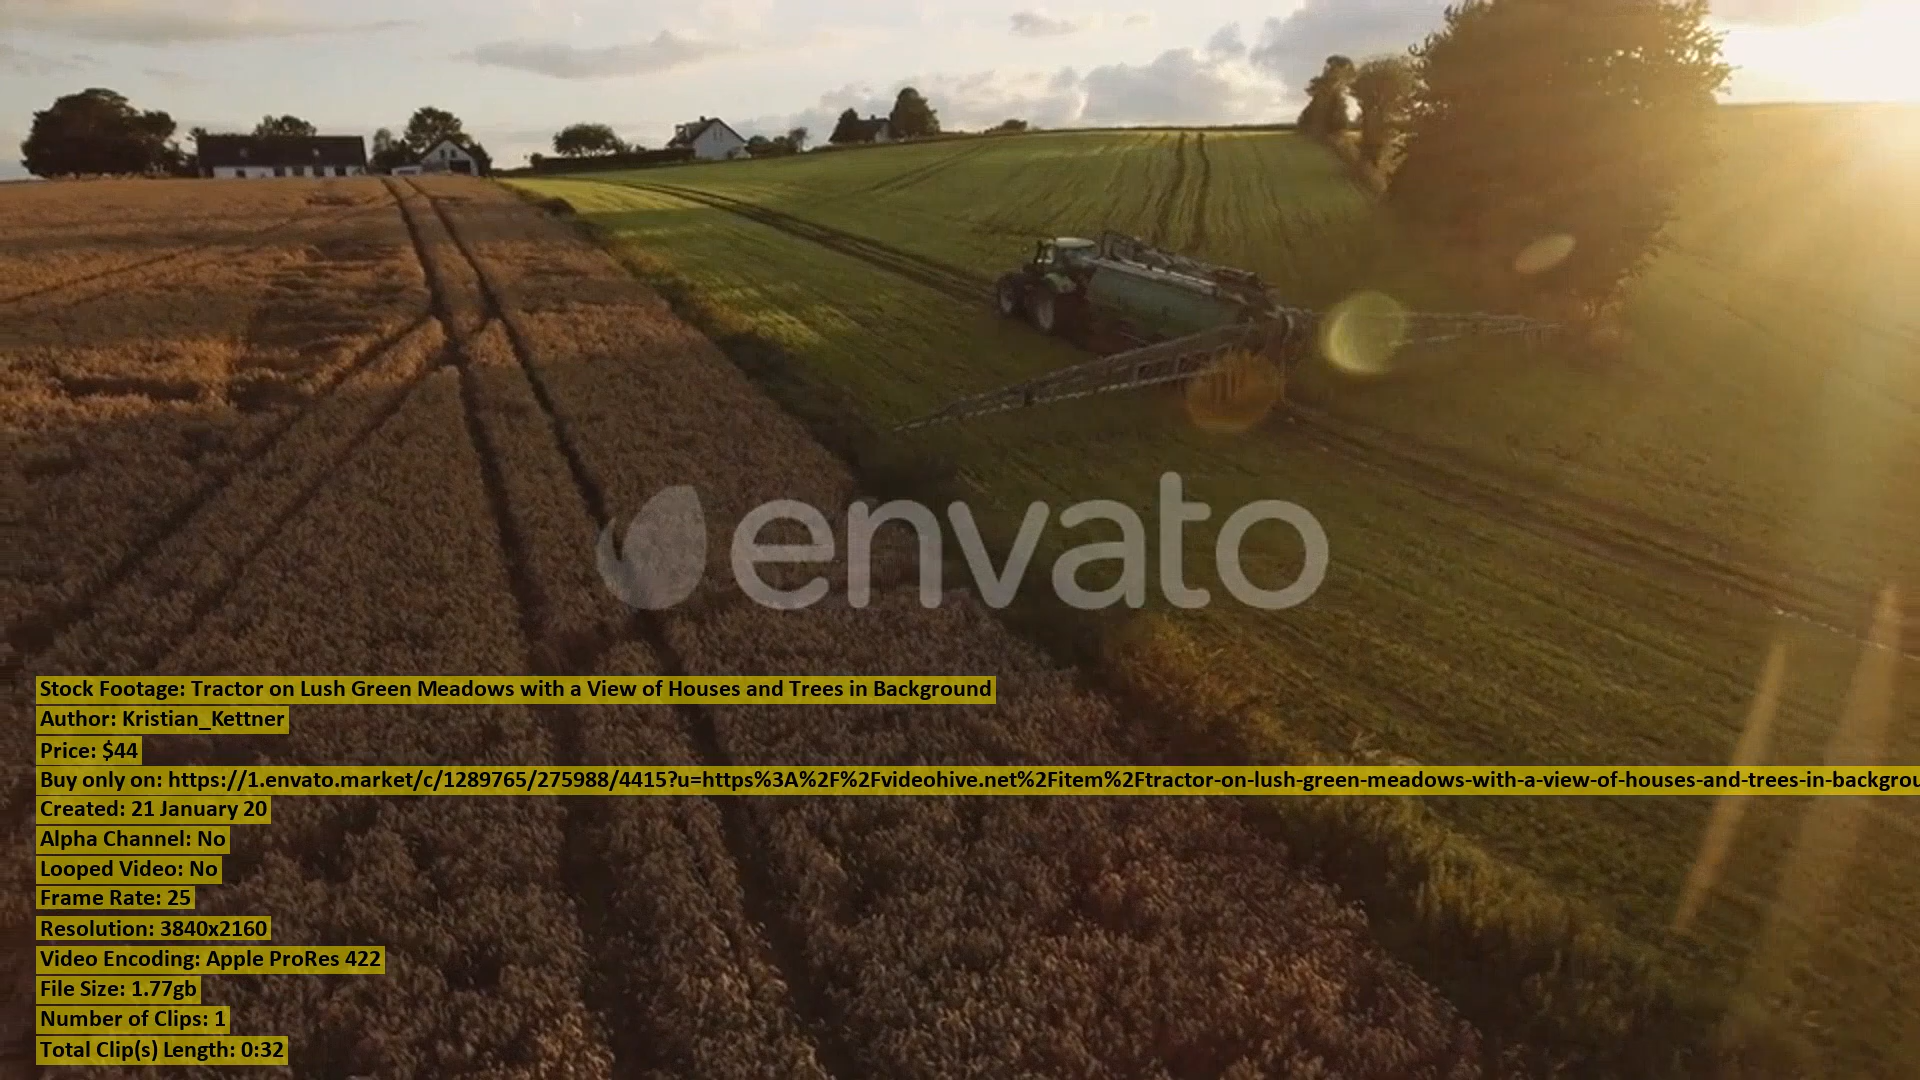 envato
Stock Footage: Tractor on Lush Green Meadows with a View of Houses and Trees in Background
Author: Kristian_Kettner
Price: $44
Buy only on: https://1.envato.market/c/1289765/275988/4415?u=https%3A%2F%2Fvideohive.net%2Fitem%2Ftractor-on-lush-green-meadows-with-a-view-of-houses-and-trees-in-backgrou
Created: 21 January 20
Alpha Channel: No
Looped Video: No
Frame Rate: 25
Resolution: 3840x2160
Video Encoding: Apple ProRes 422
File Size: 1.77gb
Number of Clips: 1
Total Clip(s) Length: 0:32